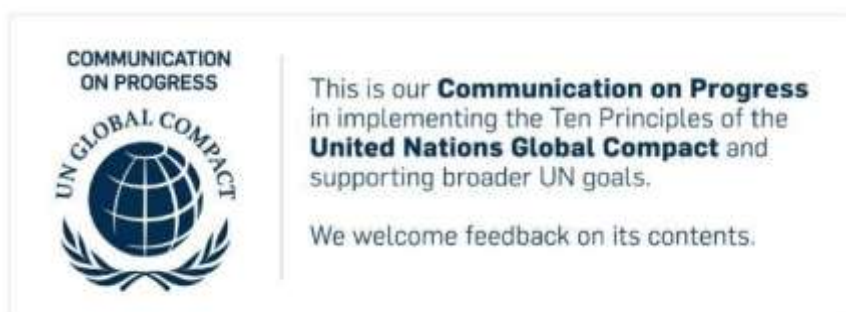 COMMUNICATION
ON PROGRESS
UN GLOBAL COMPACT
This is our Communication on Progress
in implementing the Ten Principles of the
United Nations Global Compact and
supporting broader UN goals.
We welcome feedback on its contents.